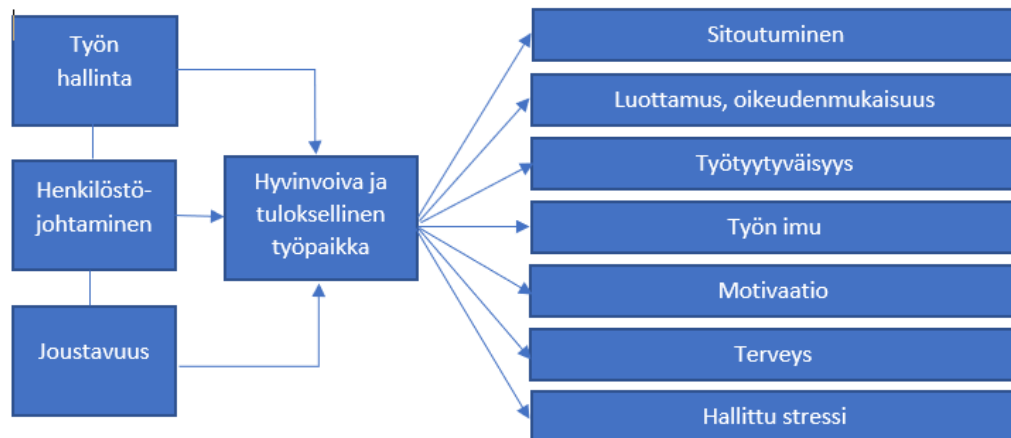 Työn
hallinta
Henkilöstö-
johtaminen
Joustavuus
Hyvinvoiva ja
tuloksellinen
työpaikka
Sitoutuminen
Luottamus, oikeudenmukaisuus
Työtyytyväisyys
Työn imu
Motivaatio
Terveys
Hallittu stressi